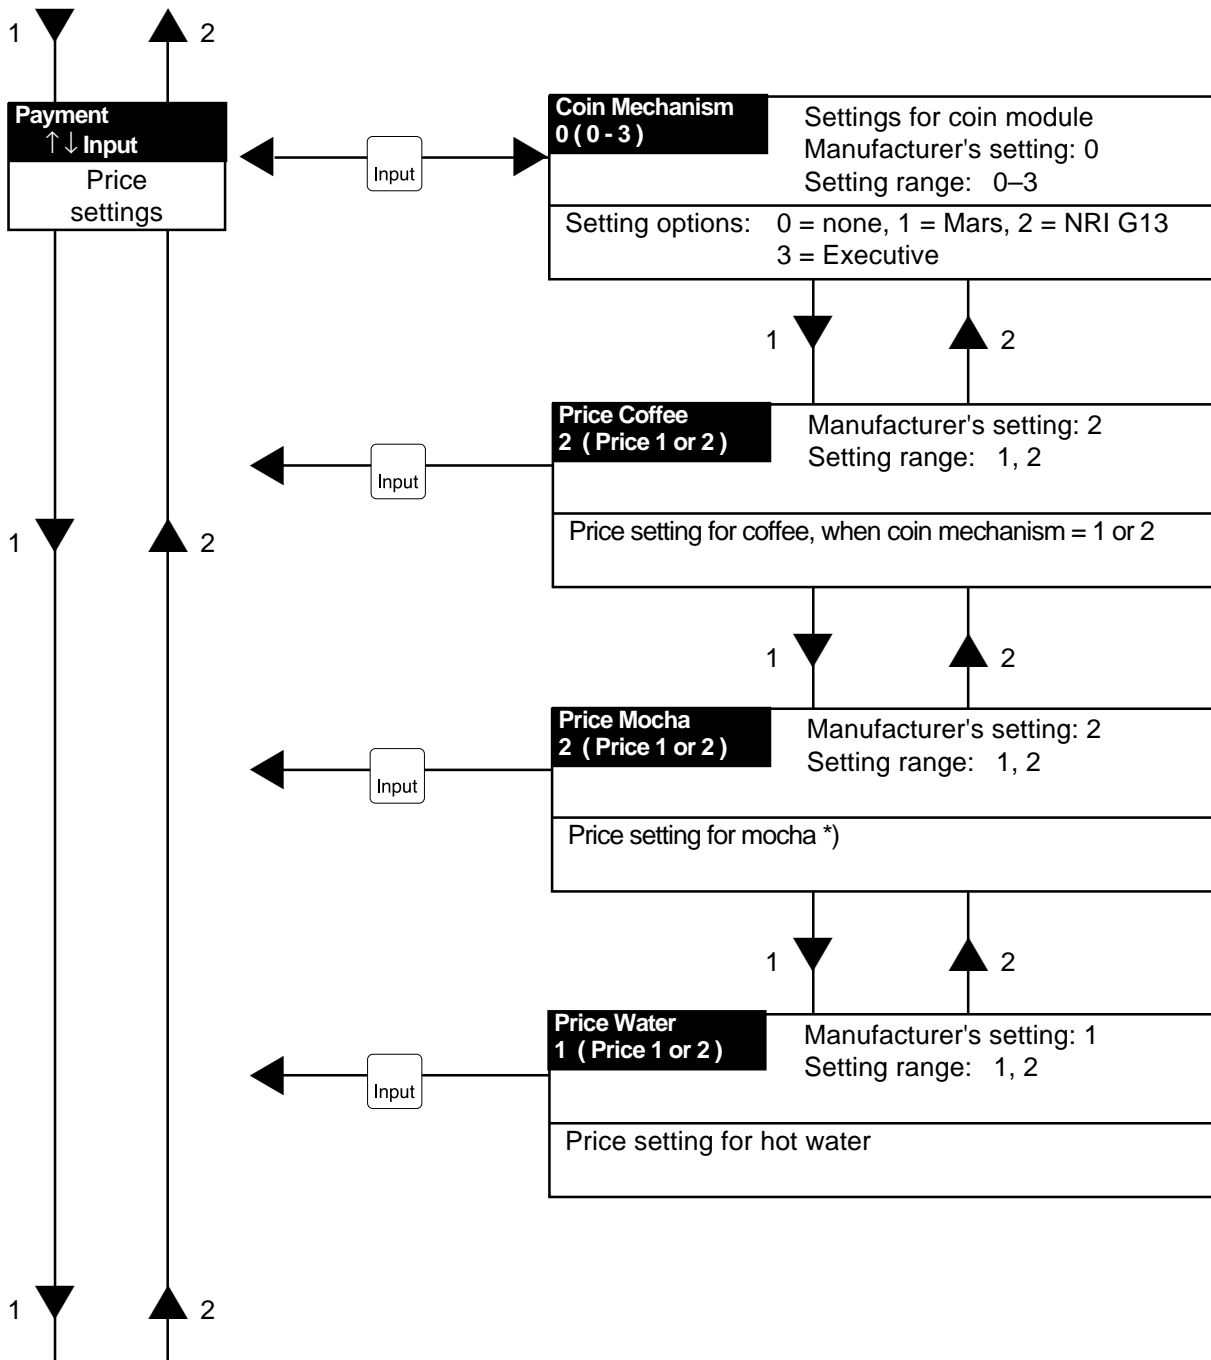 1
2
Payment
↑↓ Input
Price
settings
Input
Coin Mechanism
0 ( 0 - 3 )
Settings for coin module
Manufacturer's setting: 0
Setting range: 0–3
Setting options: 0 = none, 1 = Mars, 2 = NRI G13
3 = Executive
1
2
Price Coffee
2 ( Price 1 or 2 )
Manufacturer's setting: 2
Setting range: 1, 2
Input
Price setting for coffee, when coin mechanism = 1 or 2
1
2
1
2
Price Mocha
2 ( Price 1 or 2 )
Manufacturer's setting: 2
Setting range: 1, 2
Input
Price setting for mocha *)
1
2
Price Water
1 ( Price 1 or 2 )
Manufacturer's setting: 1
Setting range: 1, 2
Input
Price setting for hot water
1
2